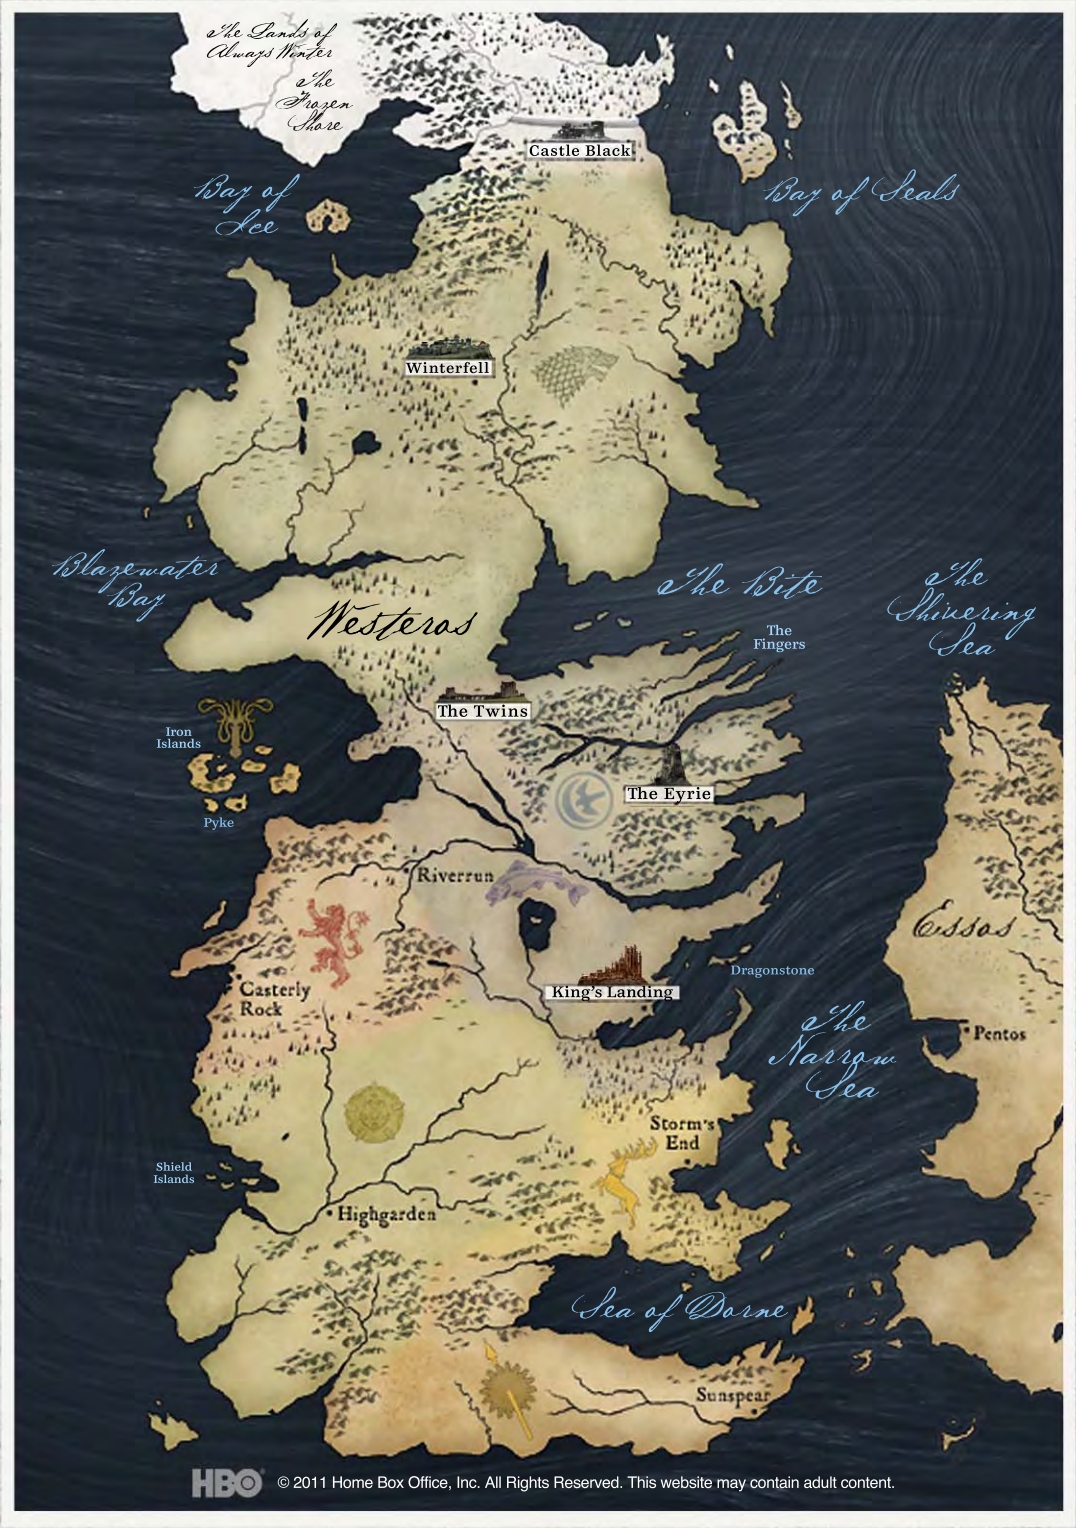 The Lands of
Always Winter
The
Frozen
Shore
Castle Black
Bay of
Ice
Bay of Seals
Winterfell
Blazewater
Bay
The Bite
The
Shivering
Sea
Westeros
The
Fingers
The Twins
Iron
Islands
The Eyrie
Pyke
Riverrun
Essos
Dragonstone
Casterly
Rock
King's Landing
The
Narrow
Sea
Pentos
Storm's
End
Shield
Islands
Highgarden
Sea of Dorne
Sunspear
HBO © 2011 Home Box Office, Inc. All Rights Reserved. This website may contain adult content.